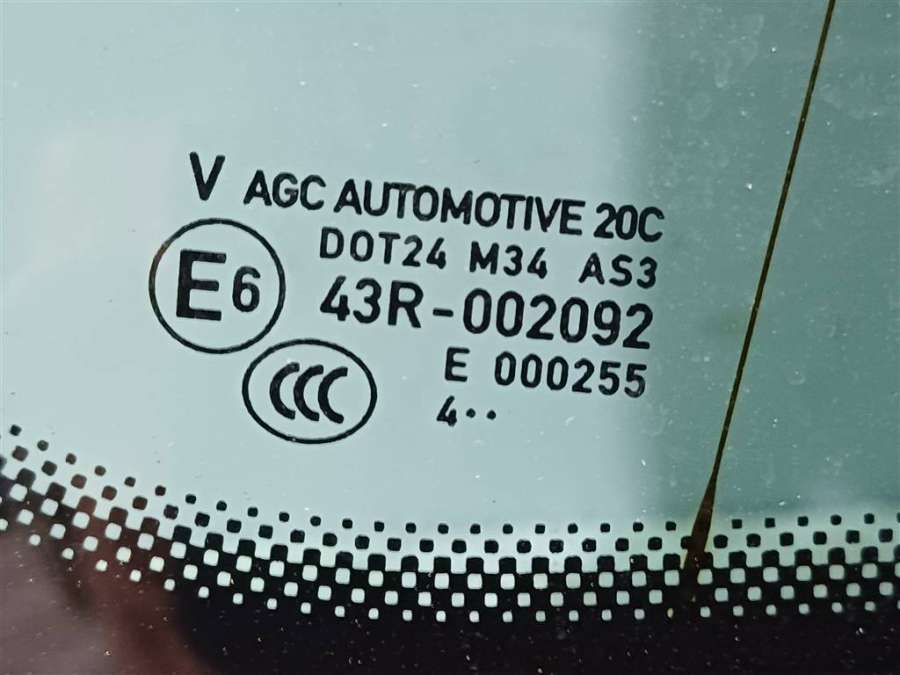 V AGC AUTOMOTIVE 20C
DOT24 M34 AS3
E6 43R-002092
CCC E 000255
4··